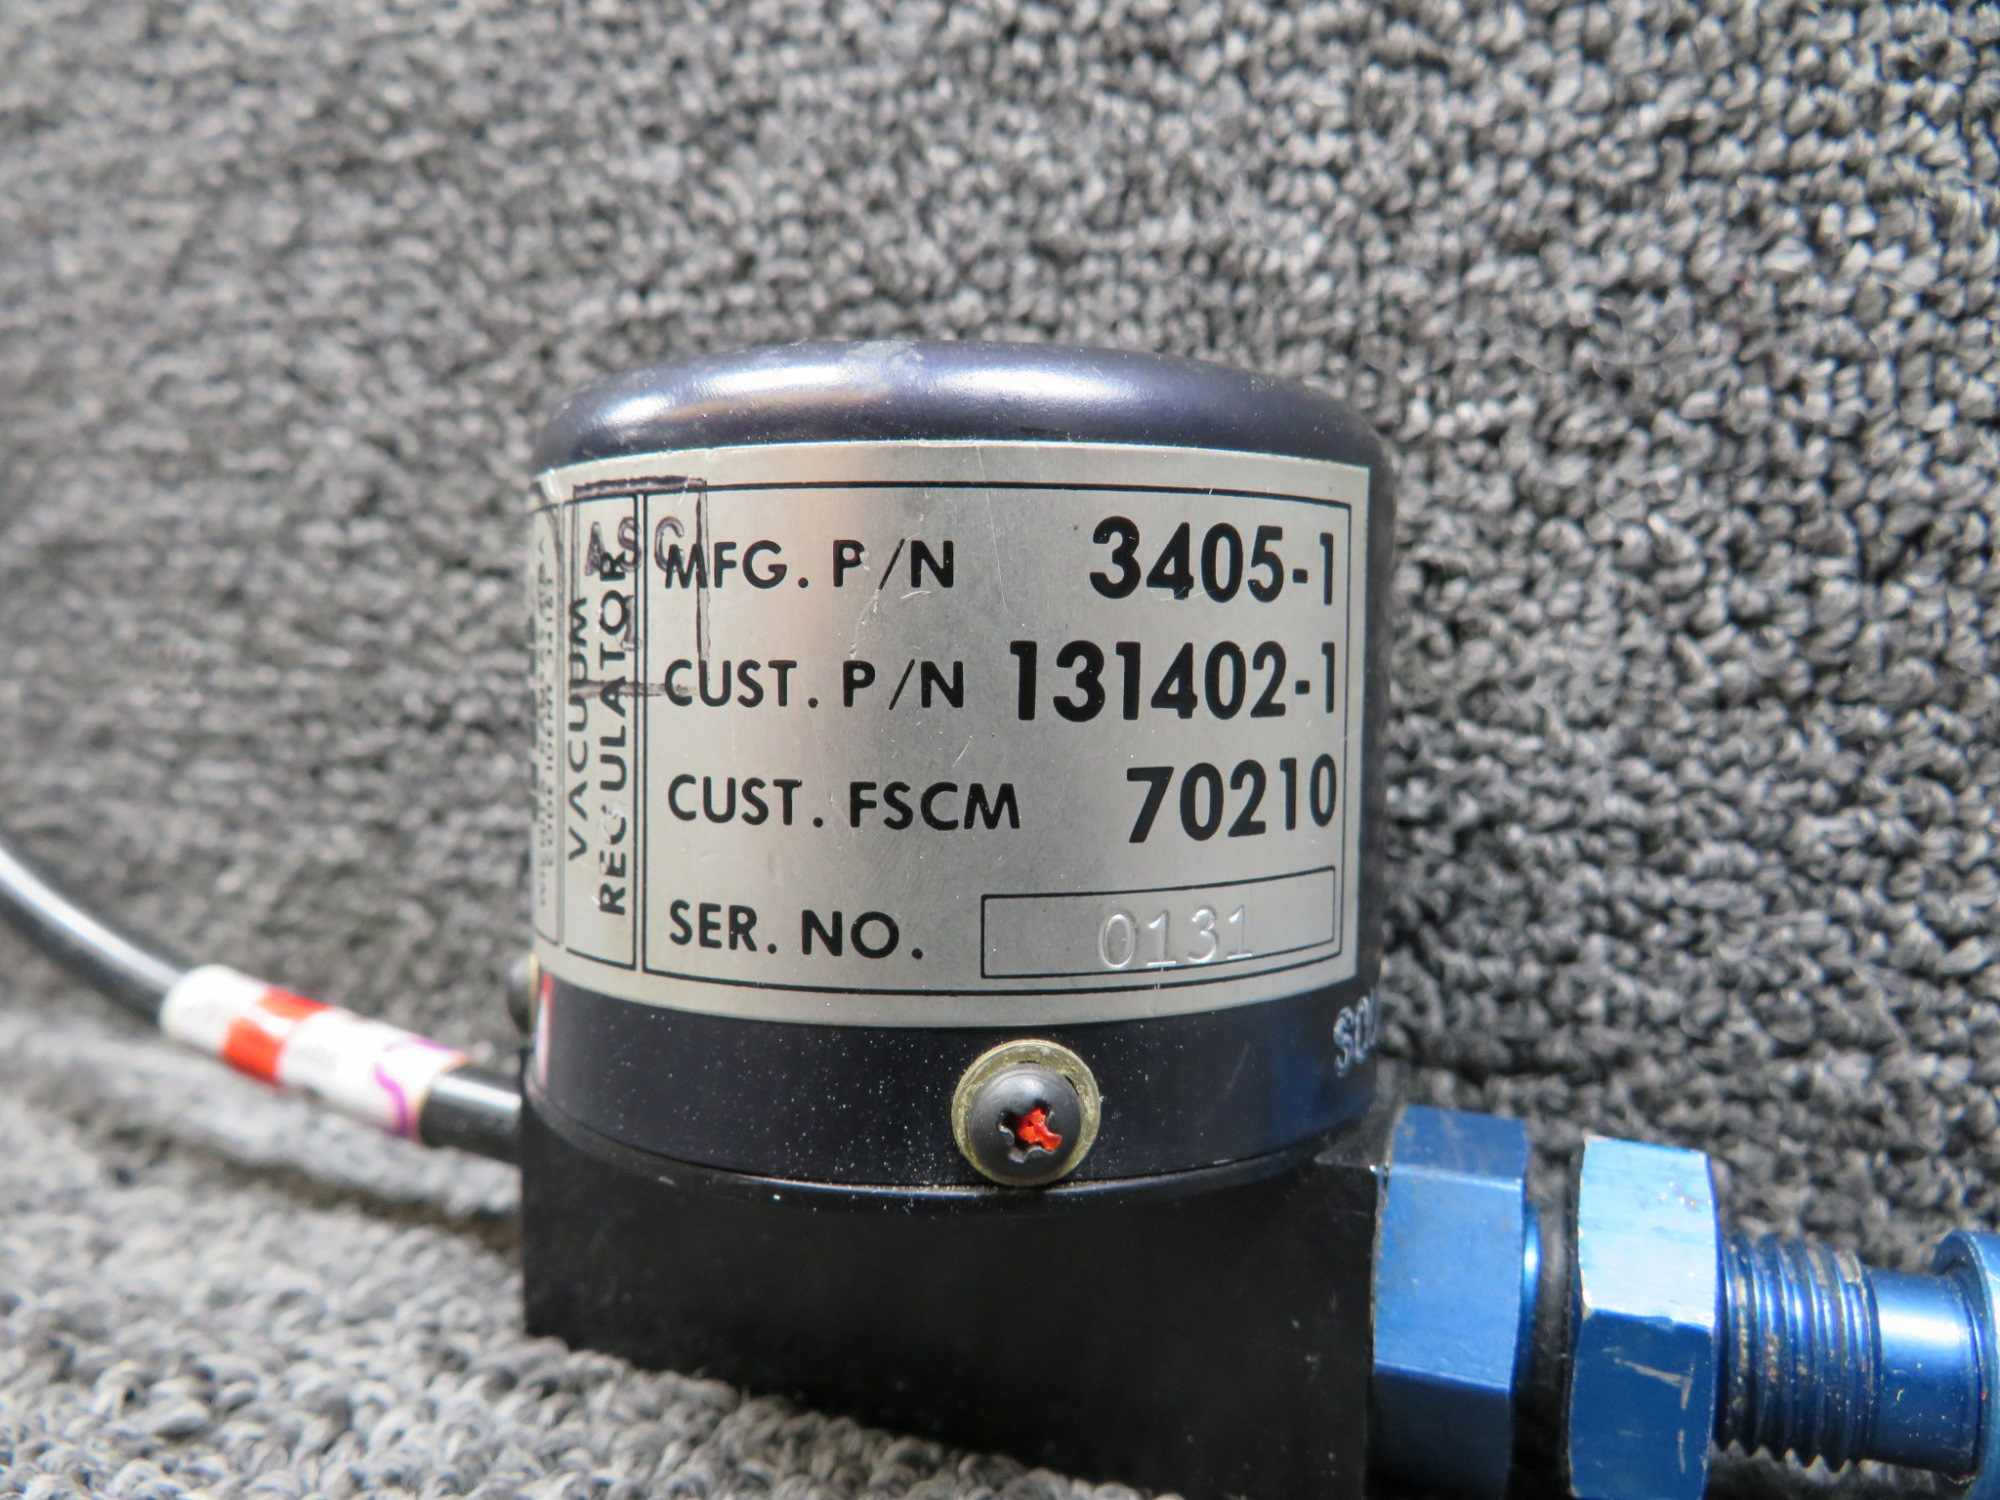 ASC
VACUUM
REGULATOR
MFG. P/N 3405-1
CUST. P/N 131402-1
CUST. FSCM 70210
SER. NO. 0131